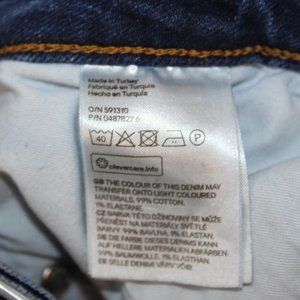 Made in Turkey
Fabriqué en Turquie
Hecho en Turquía
O/N 591310
P/N 04878276
40
P
clevercare.info
GB THE COLOUR OF THIS DENIM MAY
TRANSFER ONTO LIGHT COLOURED
MATERIALS. 99% COTTON,
1% ELASTANE.
CZ BARVA TÉTO DŽÍNOVINY SE MŮŽE
PŘENÉST NA MATERIÁLY SVĚTLÉ
BARVY. 99% BAVLNA, 1% ELASTAN.
DE DIE FARBE DIESES DENIMS KANN
AUF HELLERE MATERIALIEN ABFÄRBEN.
99% BAUMWOLLE, 1% ELASTHAN.